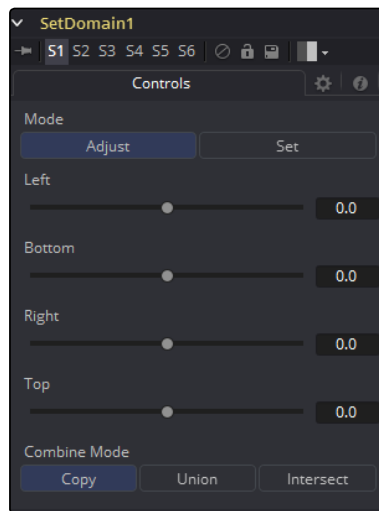 SetDomain1
S1 S2 S3 S4 S5 S6
Controls
Mode
Adjust Set
Left
0.0
Bottom
0.0
Right
0.0
Top
0.0
Combine Mode
Copy Union Intersect